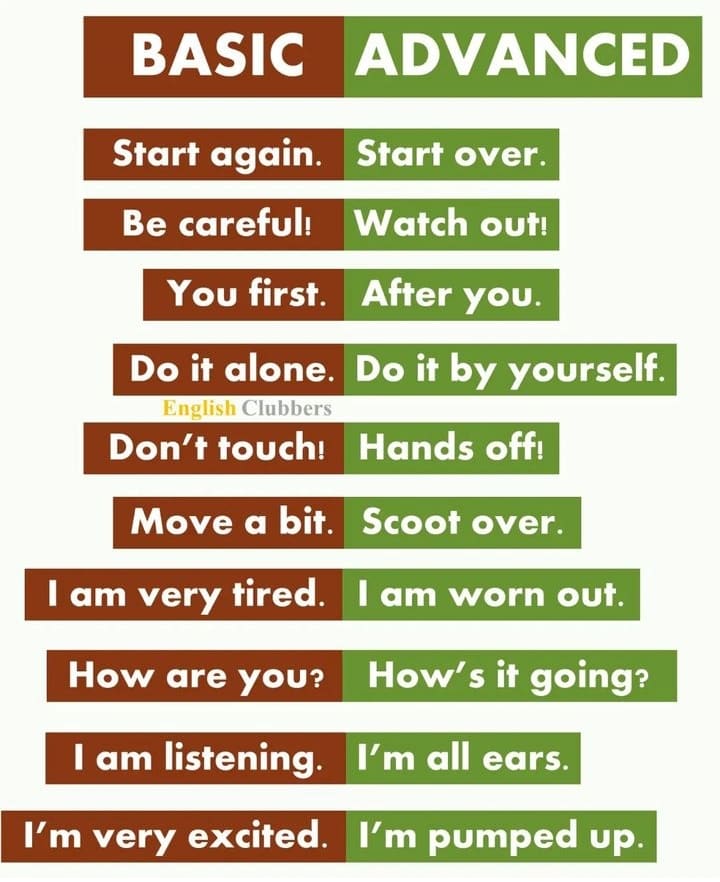 BASIC ADVANCED
Start again. Start over.
Be careful! Watch out!
You first. After you.
Do it alone. Do it by yourself.
English Clubbers
Don't touch! Hands off!
Move a bit. Scoot over.
I am very tired. I am worn out.
How are you? How's it going?
I am listening. I'm all ears.
I'm very excited. I'm pumped up.